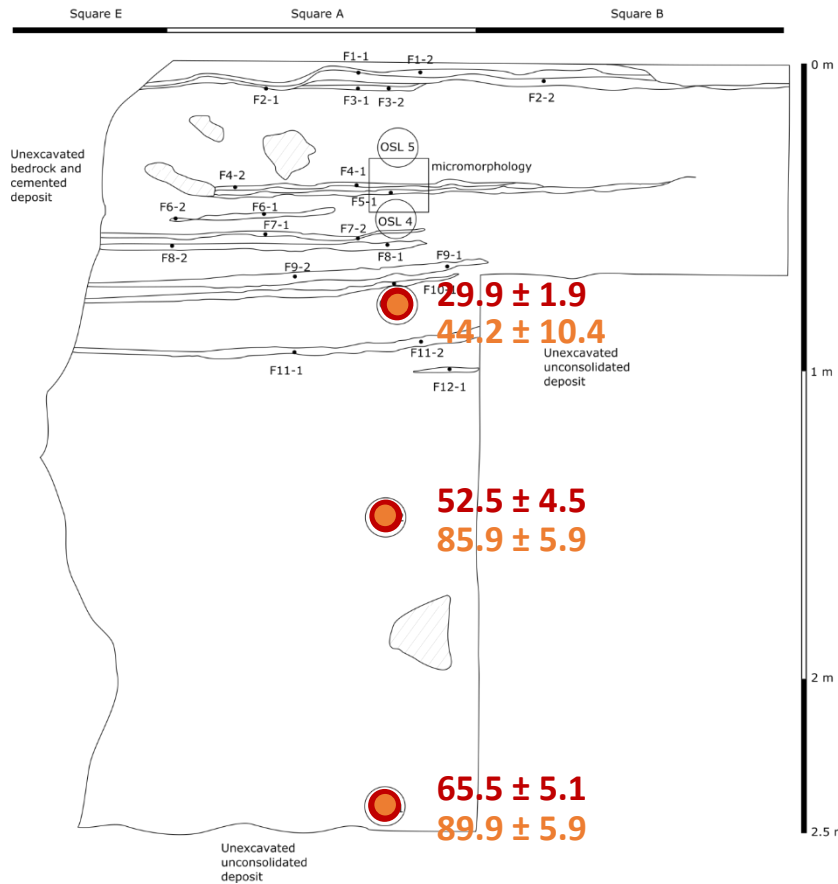 Square E
Square A
Square B
F1-1
F1-2
0 m
F2-1
F3-1
F3-2
F2-2
OSL 5
Unexcavated
bedrock and
cemented
deposit
micromorphology
F4-2
F4-1
F5-1
F6-2
F6-1
OSL 4
F7-1
F7-2
F8-2
F8-1
F9-2
F9-1
29.9 ± 1.9
44.2 ± 10.4
F11-2
F11-1
Unexcavated
unconsolidated
deposit
F12-1
1 m
52.5 ± 4.5
85.9 ± 5.9
2 m
65.5 ± 5.1
89.9 ± 5.9
2.5
Unexcavated
unconsolidated
deposit